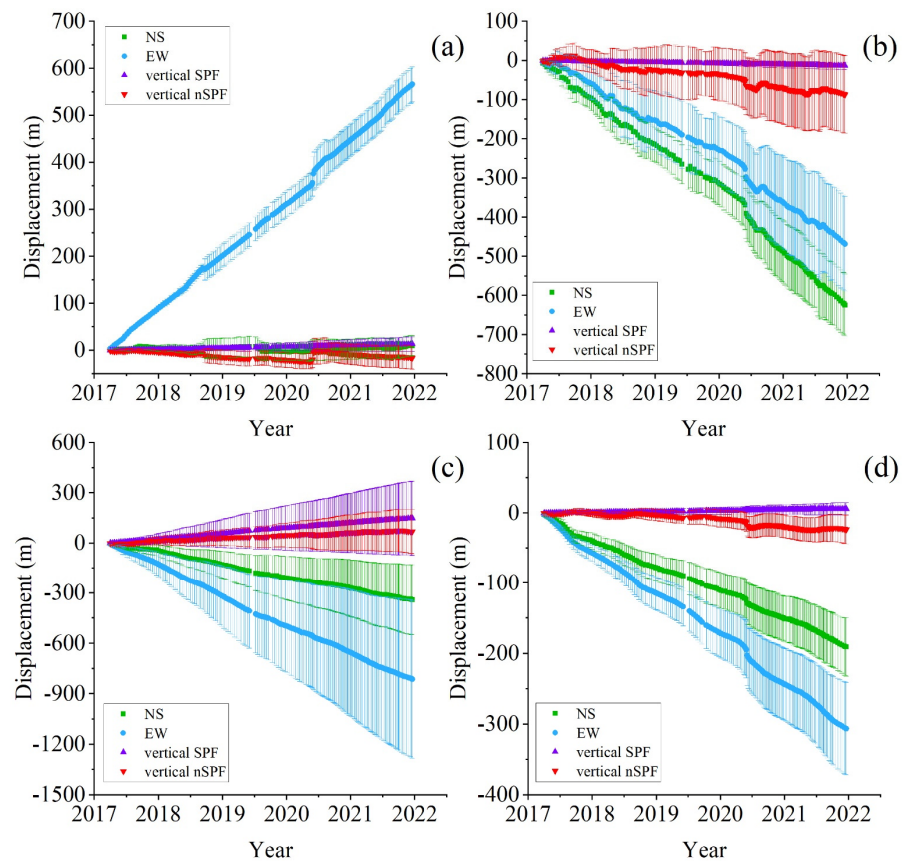 700
600
500
400
300
200
100
0
Displacement (m)
NS
EW
vertical SPF
vertical nSPF
(a)
2017 2018 2019 2020 2021 2022
Year
100
0
-100
-200
-300
-400
-500
-600
-700
-800
Displacement (m)
(b)
NS
EW
vertical SPF
vertical nSPF
2017 2018 2019 2020 2021 2022
Year
600
300
0
-300
-600
-900
-1200
-1500
Displacement (m)
(c)
NS
EW
vertical SPF
vertical nSPF
2017 2018 2019 2020 2021 2022
Year
100
0
-100
-200
-300
-400
Displacement (m)
(d)
NS
EW
vertical SPF
vertical nSPF
2017 2018 2019 2020 2021 2022
Year